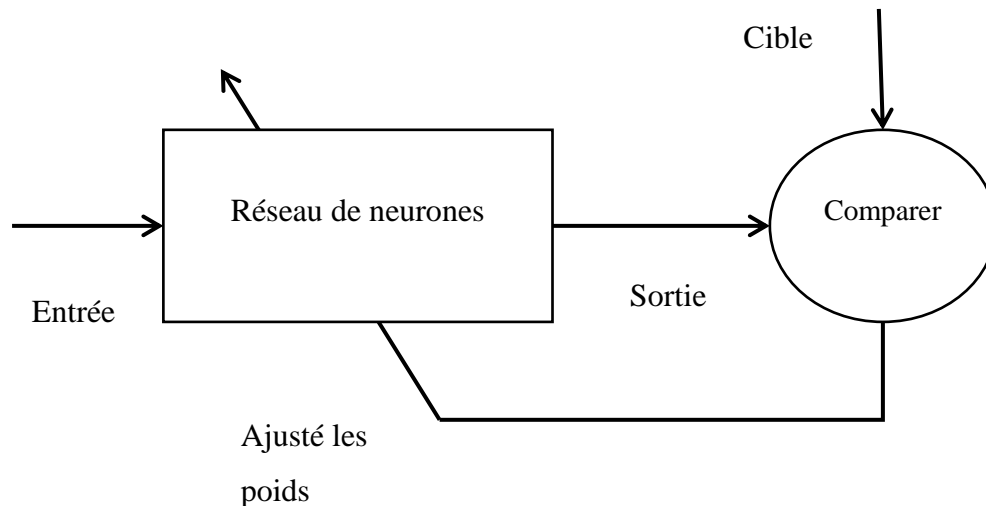 Cible
Réseau de neurones
Comparer
Entrée
Sortie
Ajusté les
poids